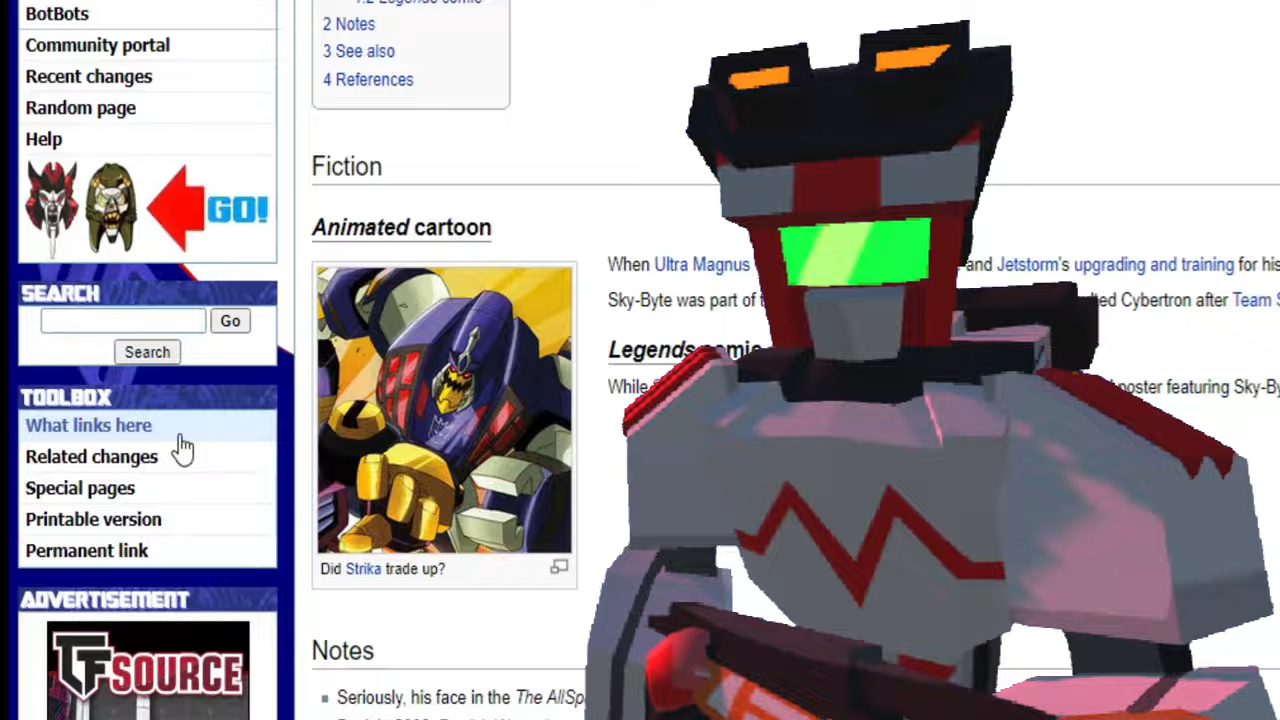 BotBots
Community portal
Recent changes
Random page
Help
GO!
SEARCH
Go
Search
TOOLBOX
What links here
Related changes
Special pages
Printable version
Permanent link
ADVERTISEMENT
TFSOURCE
2 Notes
3 See also
4 References
Fiction
Animated cartoon
When Ultra Magnus and Jetstorm's upgrading and training for his
Sky-Byte was part of Cybertron after Team
Legends comic
While poster featuring
Did Strika trade up?
Notes
Seriously, his face in the The